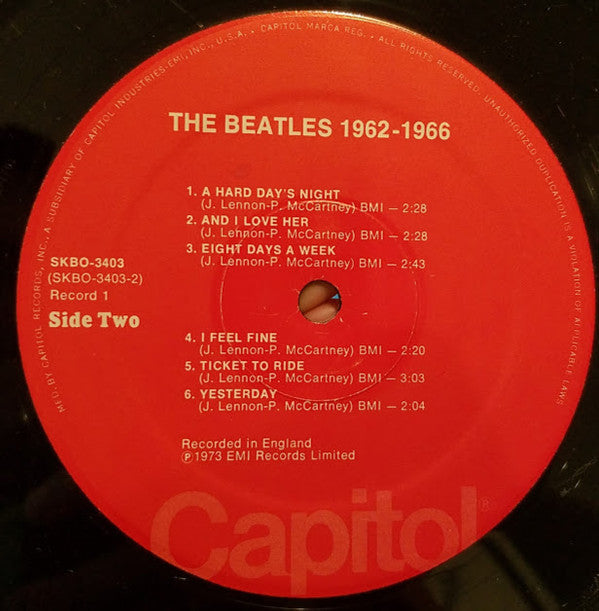 MFD. BY CAPITOL RECORDS, INC., A SUBSIDIARY OF CAPITOL INDUSTRIES-EMI, INC., U.S.A. · CAPITOL MARCA REG. · ALL RIGHTS RESERVED. UNAUTHORIZED DUPLICATION IS A VIOLATION OF APPLICABLE LAWS
THE BEATLES 1962-1966
1. A HARD DAY'S NIGHT
(J. Lennon-P. McCartney) BMI — 2:28
2. AND I LOVE HER
(J. Lennon-P. McCartney) BMI — 2:28
3. EIGHT DAYS A WEEK
(J. Lennon-P. McCartney) BMI — 2:43
SKBO-3403
(SKBO-3403-2)
Record 1
Side Two
4. I FEEL FINE
(J. Lennon-P. McCartney) BMI — 2:20
5. TICKET TO RIDE
(J. Lennon-P. McCartney) BMI — 3:03
6. YESTERDAY
(J. Lennon-P. McCartney) BMI — 2:04
Recorded in England
℗1973 EMI Records Limited
Capitol®